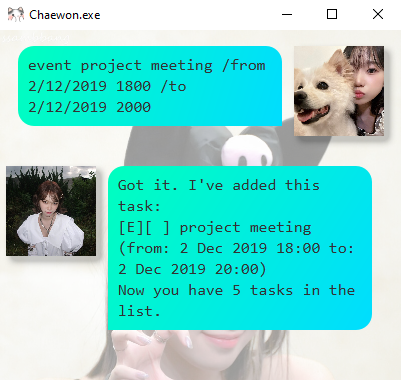 Chaewon.exe
event project meeting /from
2/12/2019 1800 /to
2/12/2019 2000
Got it. I've added this
task:
[E][ ] project meeting
(from: 2 Dec 2019 18:00 to:
2 Dec 2019 20:00)
Now you have 5 tasks in the
list.